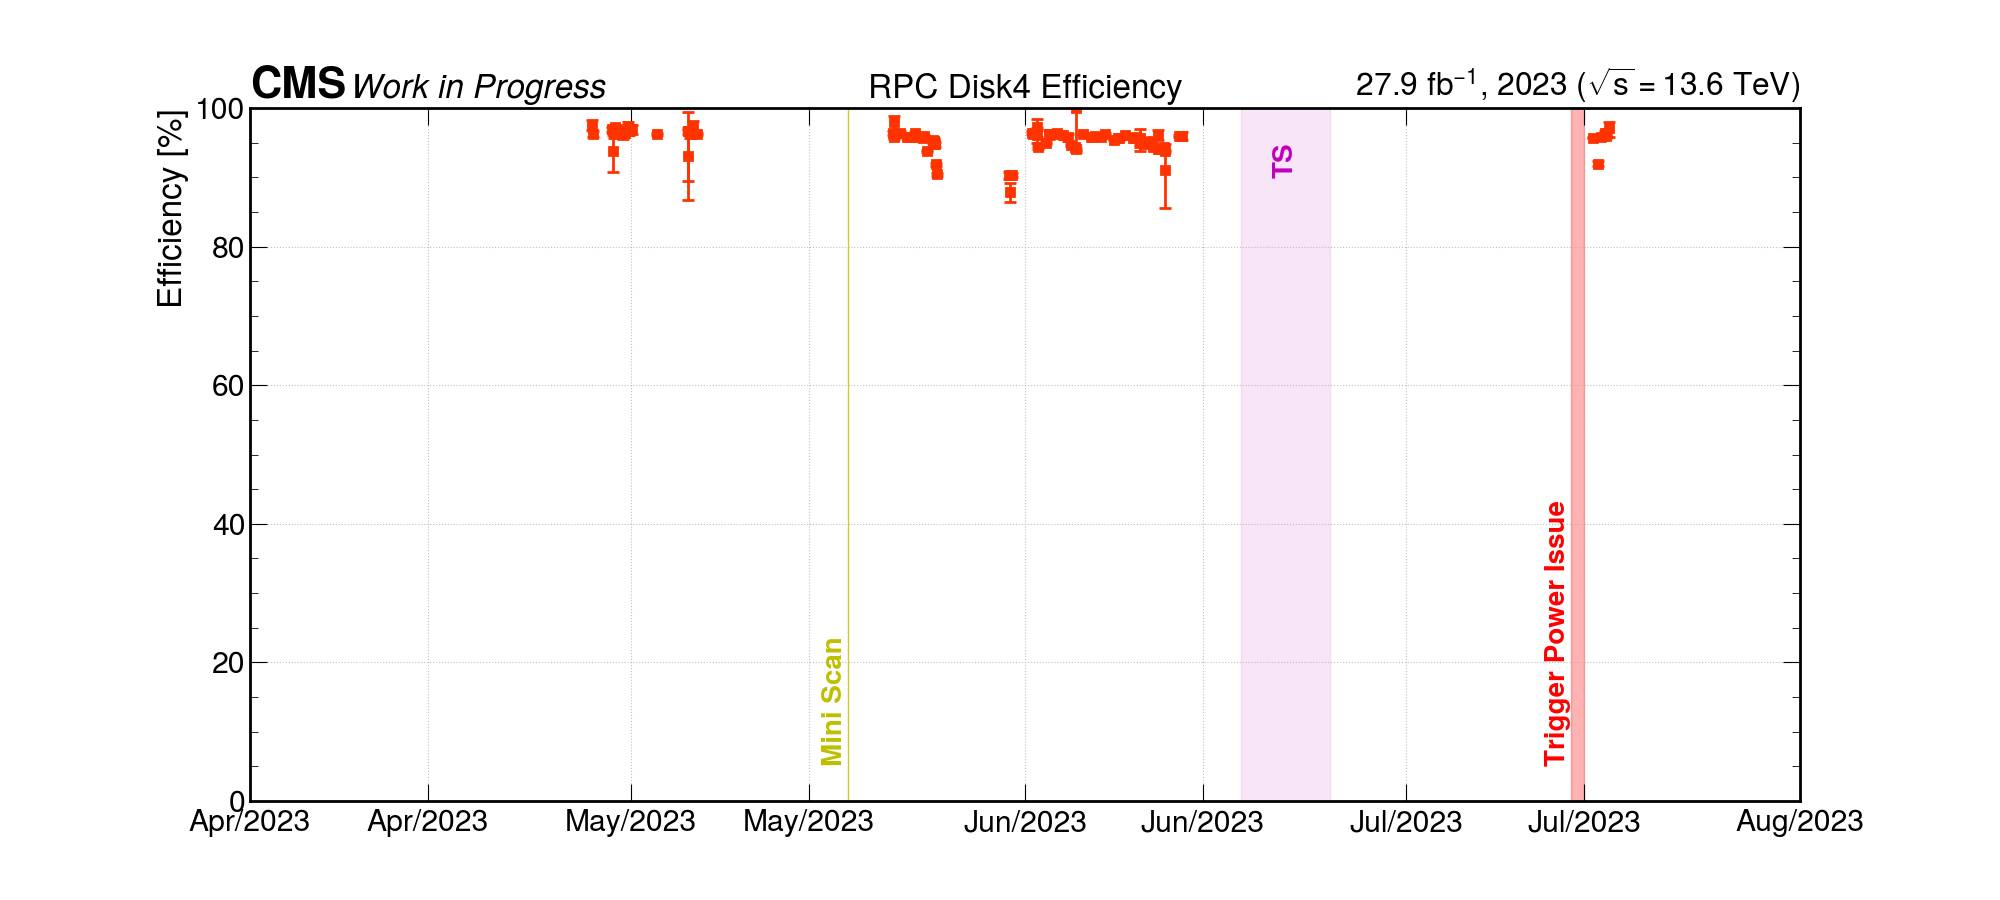 CMS Work in Progress RPC Disk4 Efficiency 27.9 fb⁻¹, 2023 (√s = 13.6 TeV)
Efficiency [%]
100
80
60
40
20
0
TS
Trigger Power Issue
Mini Scan
Apr/2023 Apr/2023 May/2023 May/2023 Jun/2023 Jun/2023 Jul/2023 Jul/2023 Aug/2023